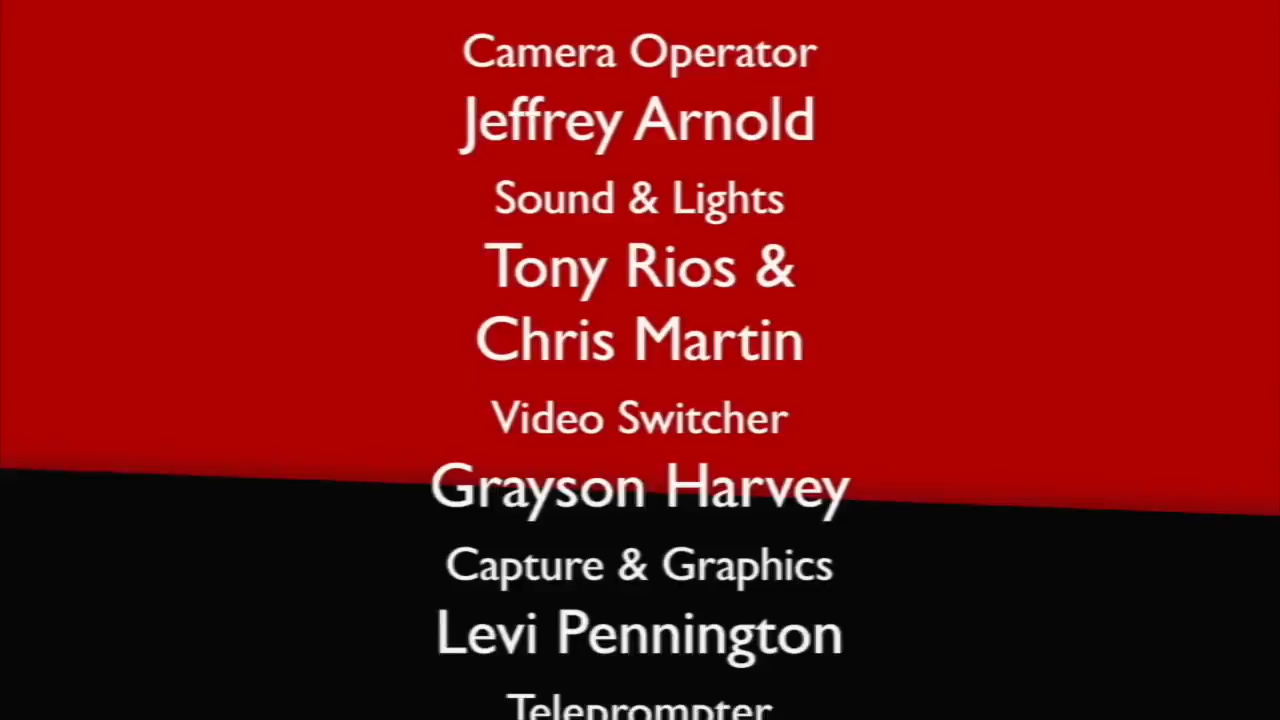 Camera Operator
Jeffrey Arnold
Sound & Lights
Tony Rios &
Chris Martin
Video Switcher
Grayson Harvey
Capture & Graphics
Levi Pennington
Teleprompter